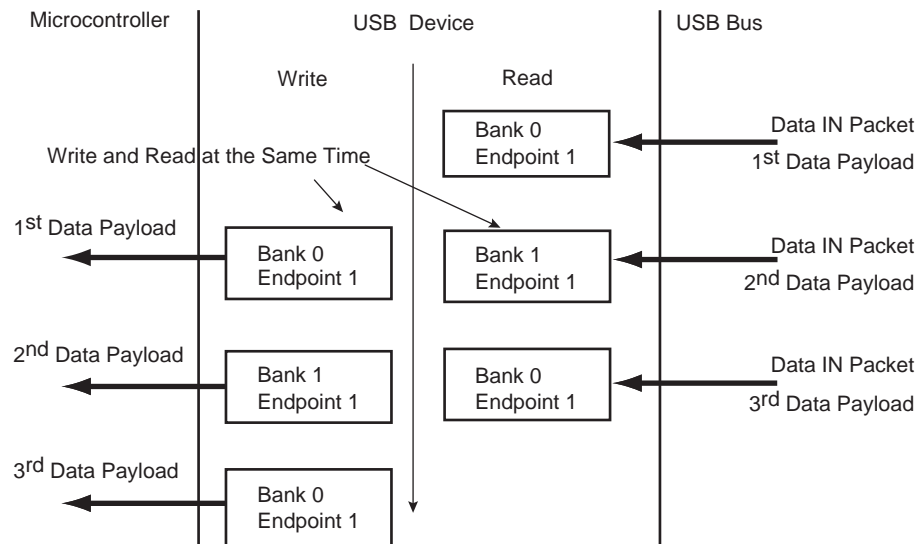 Microcontroller
USB Device
USB Bus
Write
Read
Bank 0
Endpoint 1
Data IN Packet
1st Data Payload
Write and Read at the Same Time
1st Data Payload
Bank 0
Endpoint 1
Bank 1
Endpoint 1
Data IN Packet
2nd Data Payload
2nd Data Payload
Bank 1
Endpoint 1
Bank 0
Endpoint 1
Data IN Packet
3rd Data Payload
3rd Data Payload
Bank 0
Endpoint 1